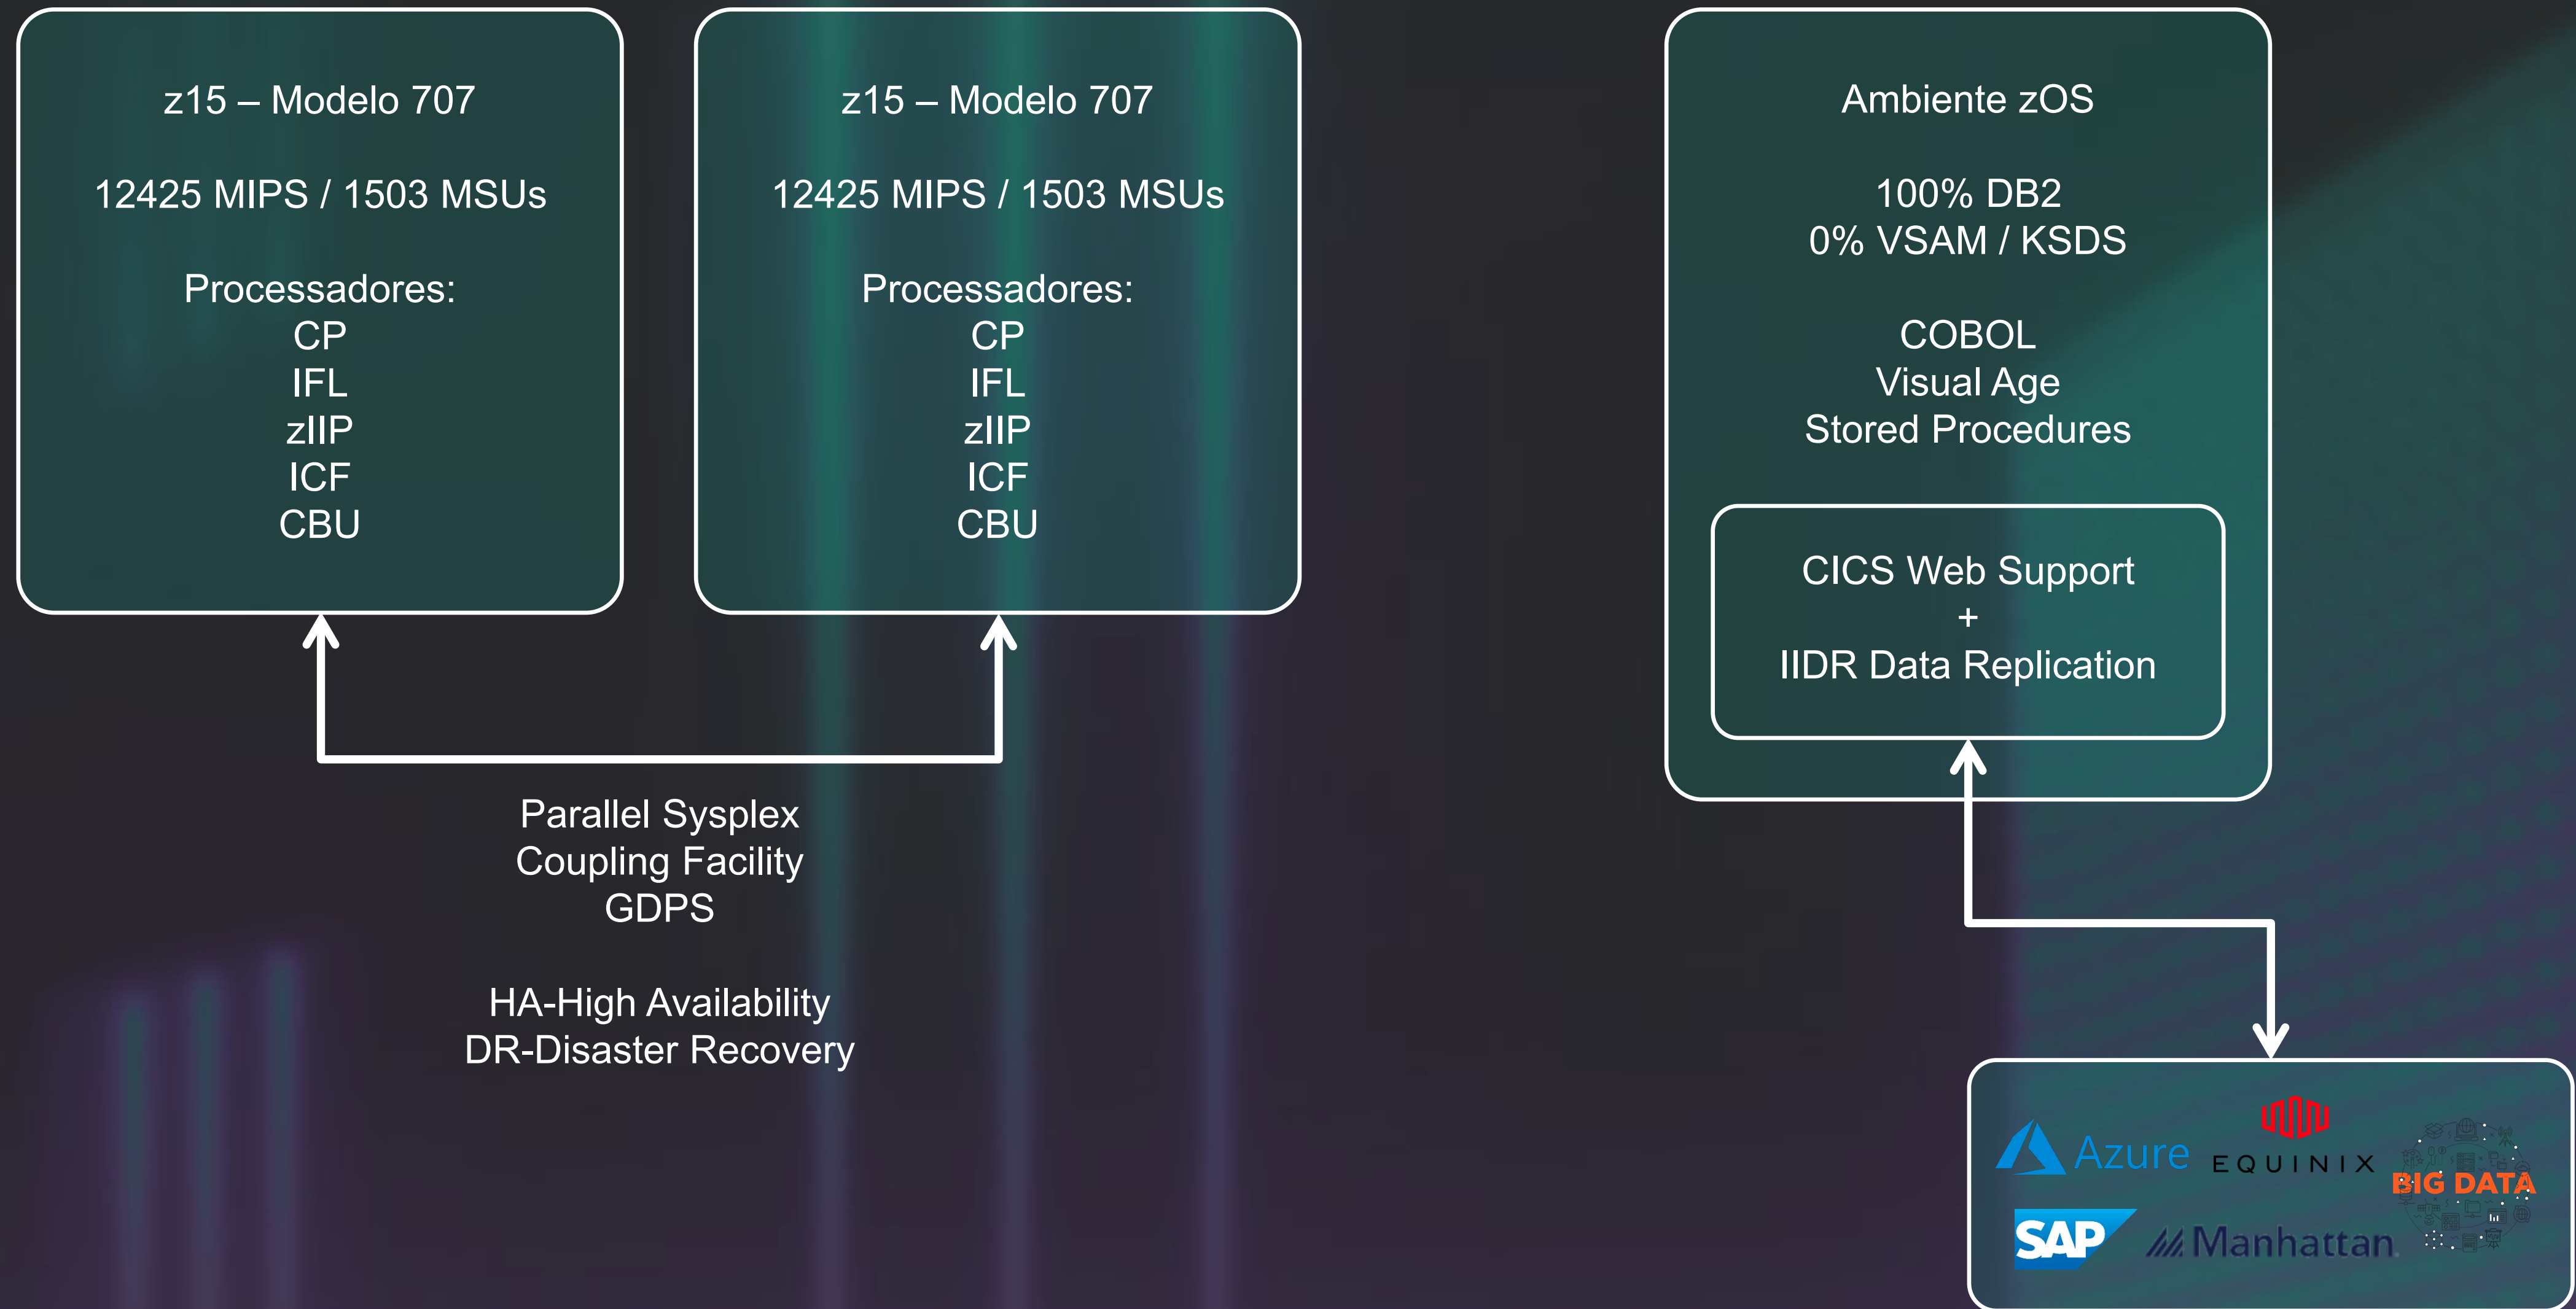 z15 – Modelo 707
12425 MIPS / 1503 MSUs
Processadores:
CP
IFL
zIIP
ICF
CBU
z15 – Modelo 707
12425 MIPS / 1503 MSUs
Processadores:
CP
IFL
zIIP
ICF
CBU
Parallel Sysplex
Coupling Facility
GDPS
HA-High Availability
DR-Disaster Recovery
Ambiente zOS
100% DB2
0% VSAM / KSDS
COBOL
Visual Age
Stored Procedures
CICS Web Support
+
IIDR Data Replication
Azure
EQUINIX
BIG DATA
SAP
Manhattan